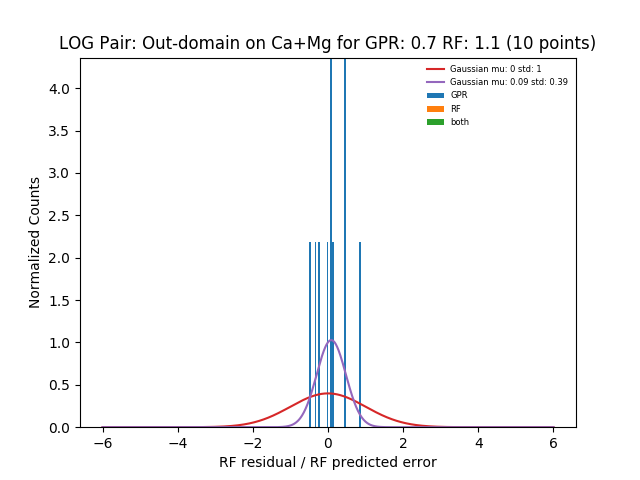 LOG Pair: Out-domain on Ca+Mg for GPR: 0.7 RF: 1.1 (10 points)
Gaussian mu: 0 std: 1
Gaussian mu: 0.09 std: 0.39
GPR
RF
both
Normalized Counts
4.0
3.5
3.0
2.5
2.0
1.5
1.0
0.5
0.0
−6 −4 −2 0 2 4 6
RF residual / RF predicted error